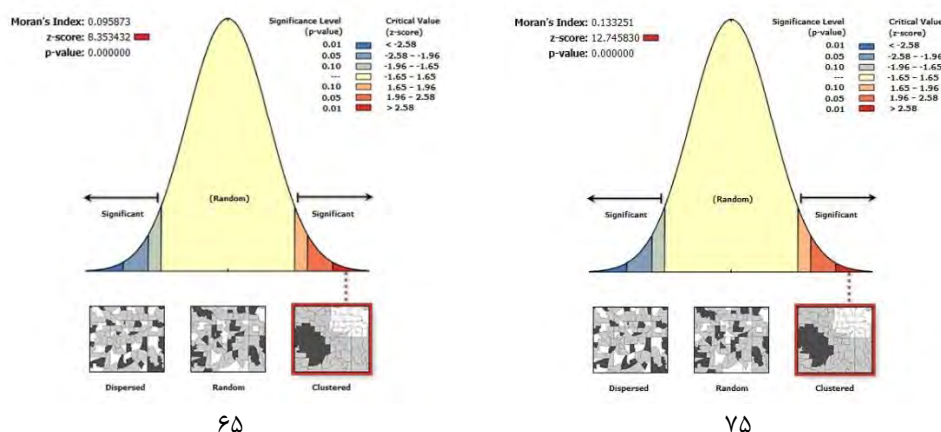 Moran's Index: 0.095873
z-score: 8.353432
p-value: 0.000000
Significance Level (p-value)
Critical Value (z-score)
0.01 < -2.58
0.05 -2.58 – -1.96
0.10 -1.96 – -1.65
--- -1.65 – 1.65
0.10 1.65 – 1.96
0.05 1.96 – 2.58
0.01 > 2.58
Significant
(Random)
Significant
Dispersed
Random
Clustered
۶۵
Moran's Index: 0.133251
z-score: 12.745830
p-value: 0.000000
Significance Level (p-value)
Critical Value (z-score)
0.01 < -2.58
0.05 -2.58 – -1.96
0.10 -1.96 – -1.65
--- -1.65 – 1.65
0.10 1.65 – 1.96
0.05 1.96 – 2.58
0.01 > 2.58
Significant
(Random)
Significant
Dispersed
Random
Clustered
۷۵